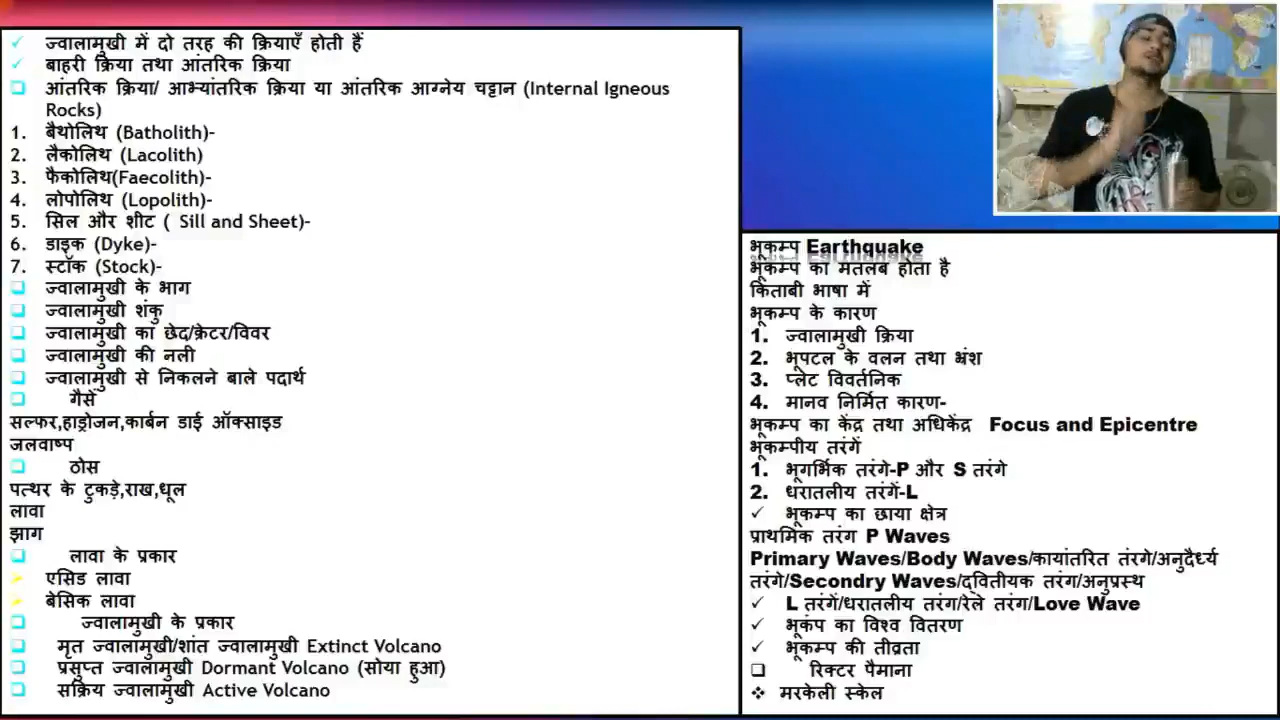 ज्वालामुखी में दो तरह की क्रियाएँ होती हैं
बाहरी क्रिया तथा आंतरिक क्रिया
आंतरिक क्रिया/ आभ्यांतरिक क्रिया या आंतरिक आग्नेय चट्टान (Internal Igneous
Rocks)
1. बैथोलिथ (Batholith)-
2. लैकोलिथ (Lacolith)
3. फैकोलिथ(Faecolith)-
4. लोपोलिथ (Lopolith)-
5. सिल और शीट ( Sill and Sheet)-
6. डाइक (Dyke)-
7. स्टॉक (Stock)-
ज्वालामुखी के भाग
ज्वालामुखी शंकु
ज्वालामुखी का छेद/क्रेटर/विवर
ज्वालामुखी की नली
ज्वालामुखी से निकलने बाले पदार्थ
गैसें
सल्फर,हाड्रोजन,कार्बन डाई ऑक्साइड
जलवाष्प
ठोस
पत्थर के टुकड़े,राख,धूल
लावा
झाग
लावा के प्रकार
एसिड लावा
बेसिक लावा
ज्वालामुखी के प्रकार
मृत ज्वालामुखी/शांत ज्वालामुखी Extinct Volcano
प्रसुप्त ज्वालामुखी Dormant Volcano (सोया हुआ)
सक्रिय ज्वालामुखी Active Volcano
भूकम्प Earthquake
भूकम्प का मतलब होता है
किताबी भाषा में
भूकम्प के कारण
1. ज्वालामुखी क्रिया
2. भूपटल के वलन तथा भ्रंश
3. प्लेट विवर्तनिक
4. मानव निर्मित कारण-
भूकम्प का केंद्र तथा अधिकेंद्र Focus and Epicentre
भूकम्पीय तरंगें
1. भूगर्भिक तरंगे-P और S तरंगे
2. धरातलीय तरंगें-L
भूकम्प का छाया क्षेत्र
प्राथमिक तरंग P Waves
Primary Waves/Body Waves/कायांतरित तंरगे/अनुदैर्ध्य
तरंगे/Secondry Waves/द्वितीयक तरंग/अनुप्रस्थ
L तरंगें/धरातलीय तरंग/रेले तरंग/Love Wave
भूकंप का विश्व वितरण
भूकम्प की तीव्रता
रिक्टर पैमाना
मरकेली स्केल